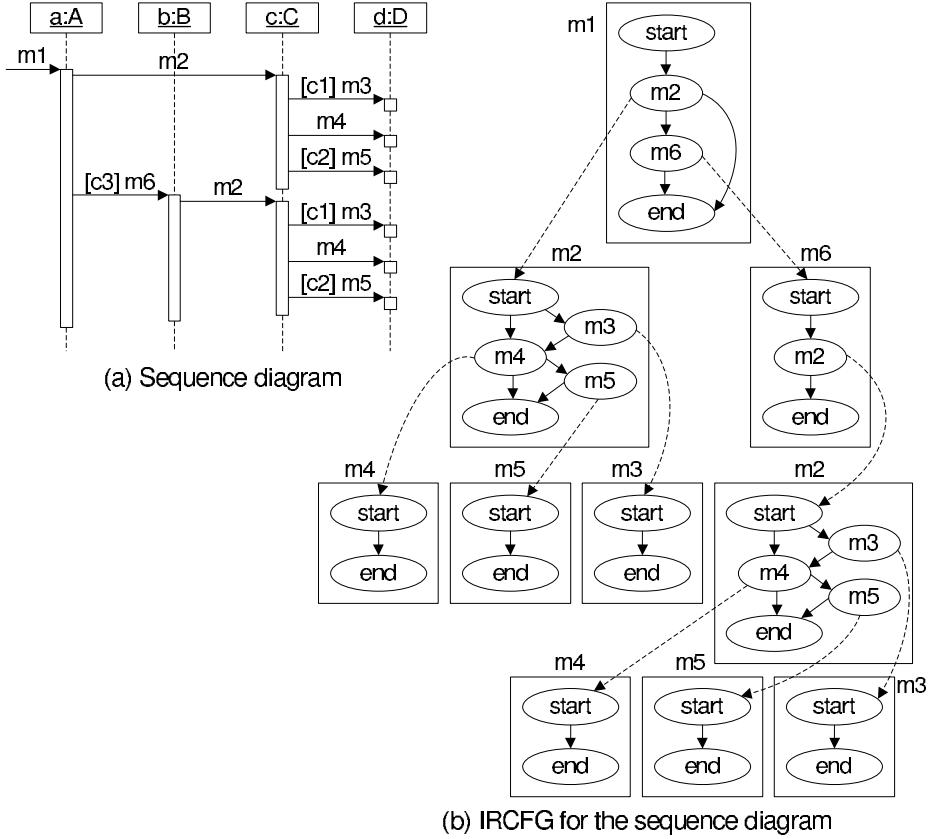 a:A b:B c:C d:D
m1
m2
[c1] m3
m4
[c2] m5
[c3] m6
m2
[c1] m3
m4
[c2] m5
(a) Sequence diagram
m1
start
m2
m6
end
m2
start
m3
m4
m5
end
m6
start
m2
end
m4
start
end
m5
start
end
m3
start
end
m2
start
m3
m4
m5
end
m4
start
end
m5
start
end
m3
start
end
(b) IRCFG for the sequence diagram